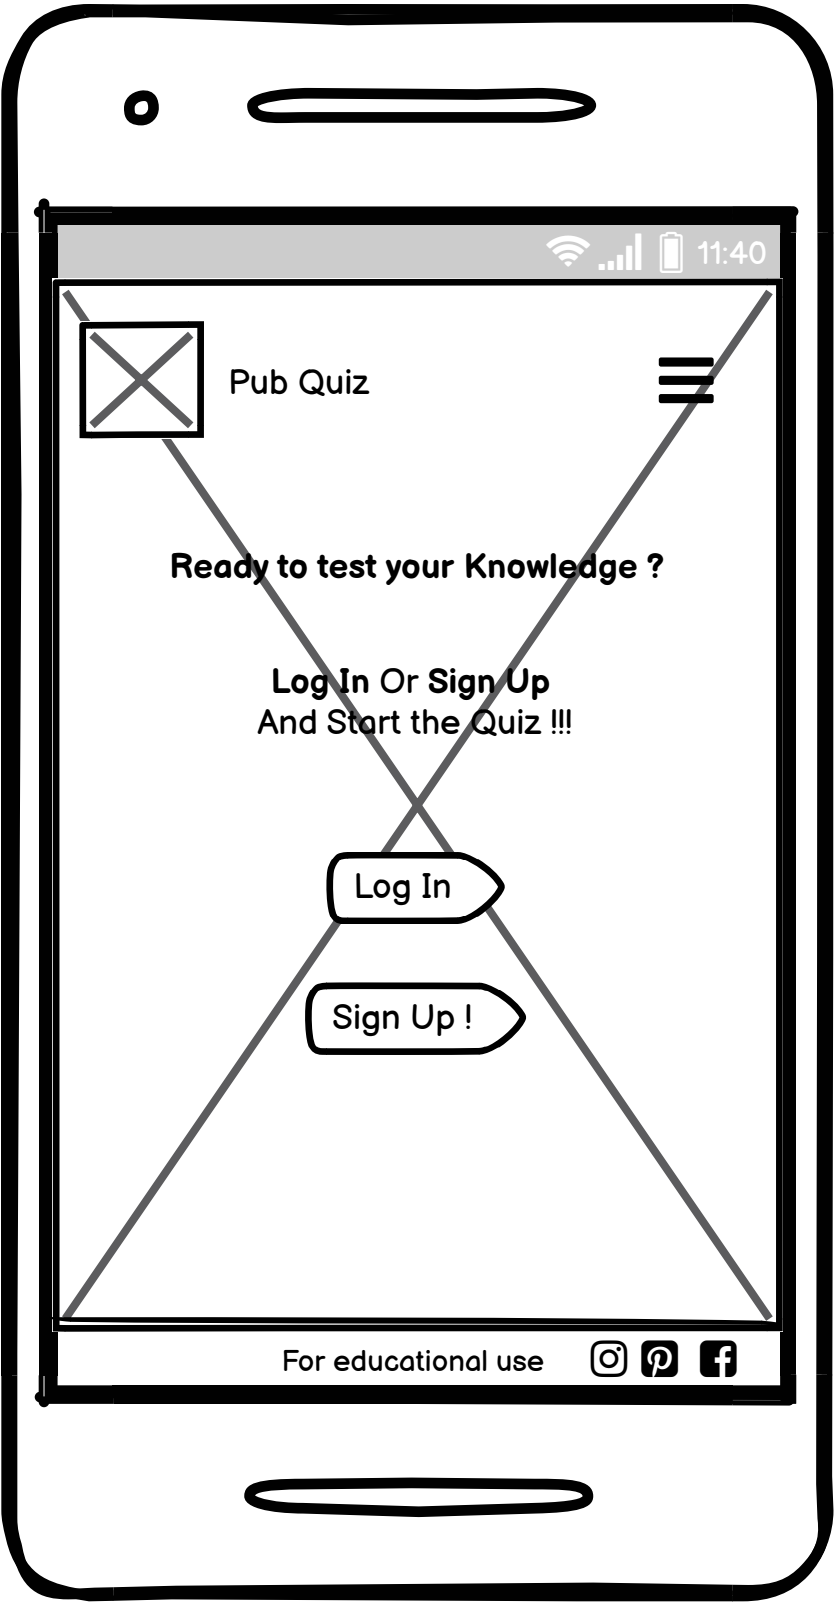 11:40
Pub Quiz
Ready to test your Knowledge ?
Log In Or Sign Up
And Start the Quiz !!!
Log In
Sign Up !
For educational use